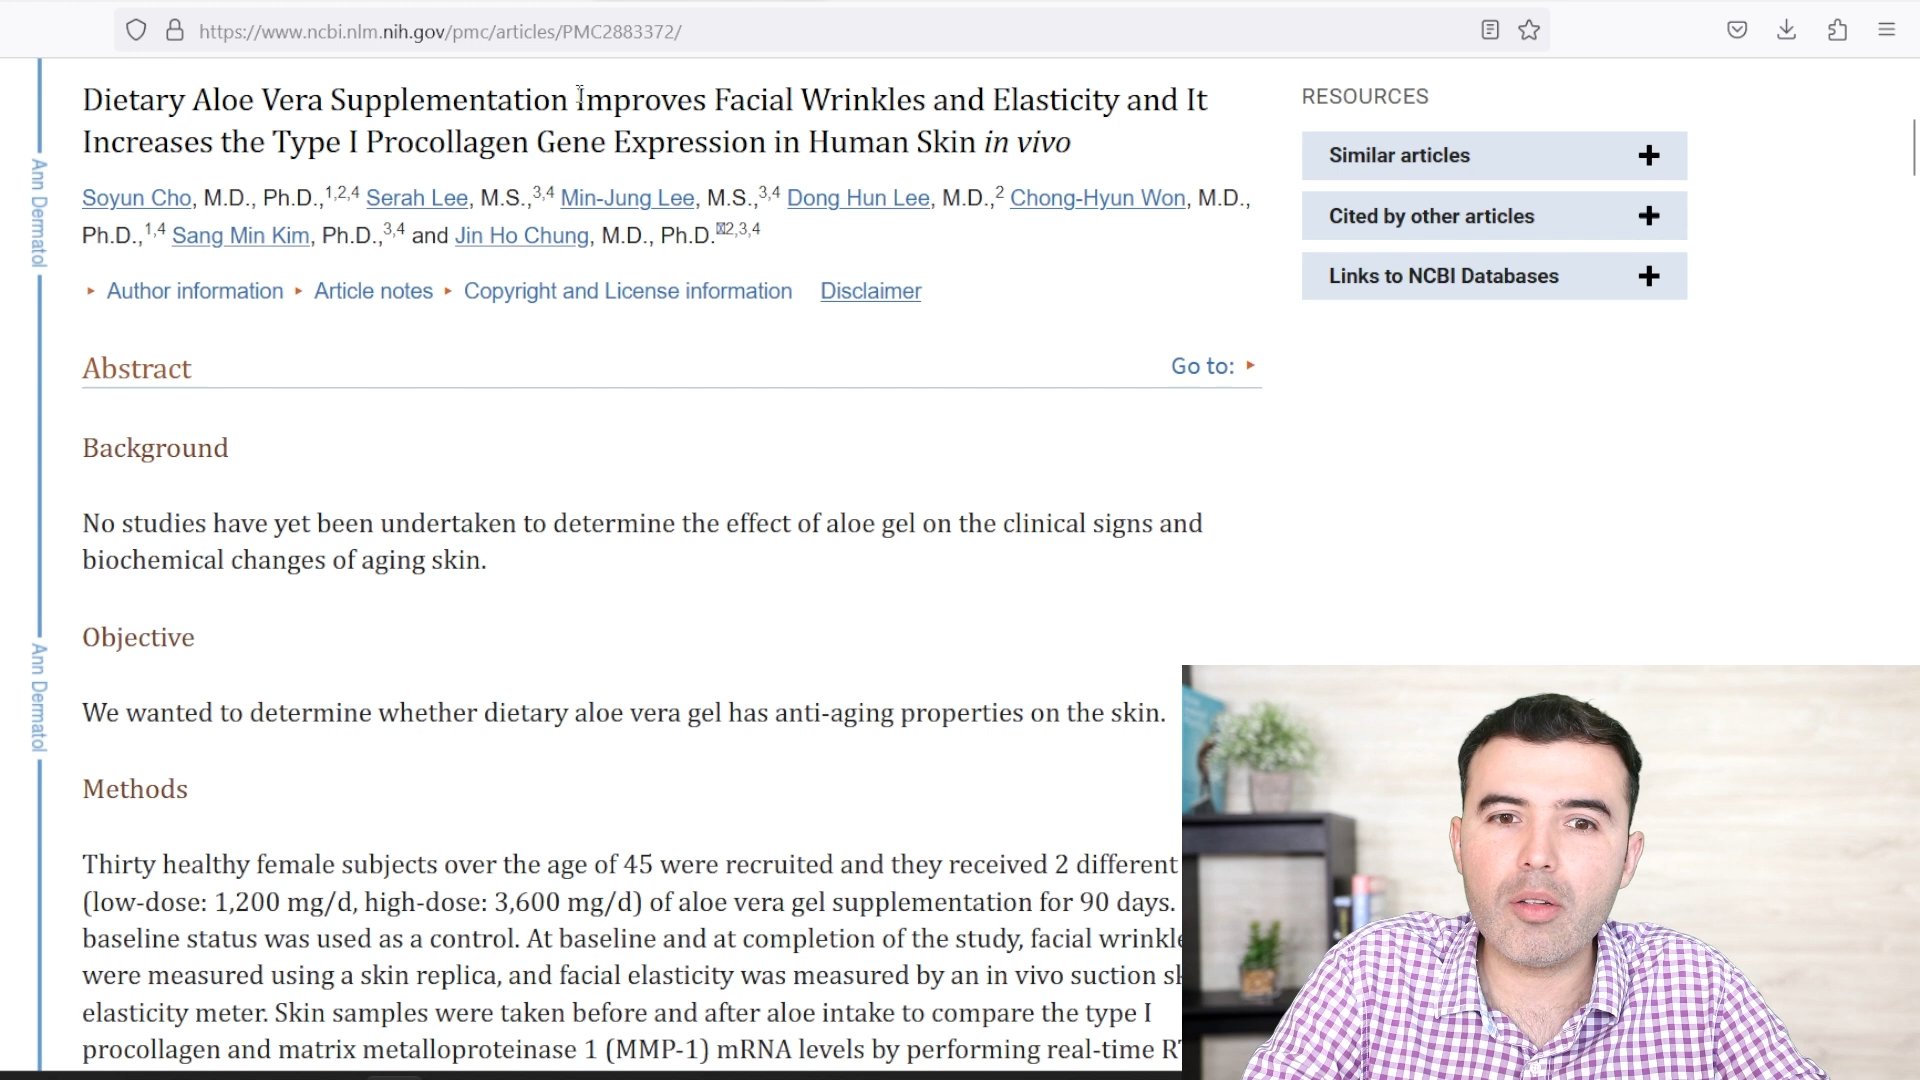 https://www.ncbi.nlm.nih.gov/pmc/articles/PMC2883372/
Dietary Aloe Vera Supplementation Improves Facial Wrinkles and Elasticity and It
Increases the Type I Procollagen Gene Expression in Human Skin in vivo
Soyun Cho, M.D., Ph.D.,1,2,4 Serah Lee, M.S.,3,4 Min-Jung Lee, M.S.,3,4 Dong Hun Lee, M.D.,2 Chong-Hyun Won, M.D.,
Ph.D.,1,4 Sang Min Kim, Ph.D.,3,4 and Jin Ho Chung, M.D., Ph.D.2,3,4
Author information Article notes Copyright and License information Disclaimer
Abstract
Go to:
Background
No studies have yet been undertaken to determine the effect of aloe gel on the clinical signs and
biochemical changes of aging skin.
Objective
We wanted to determine whether dietary aloe vera gel has anti-aging properties on the skin.
Methods
Thirty healthy female subjects over the age of 45 were recruited and they received 2 different
(low-dose: 1,200 mg/d, high-dose: 3,600 mg/d) of aloe vera gel supplementation for 90 days.
baseline status was used as a control. At baseline and at completion of the study, facial
were measured using a skin replica, and facial elasticity was measured by an in vivo suction
elasticity meter. Skin samples were taken before and after aloe intake to compare the type I
procollagen and matrix metalloproteinase 1 (MMP-1) mRNA levels by performing real-time
RESOURCES
Similar articles
Cited by other articles
Links to NCBI Databases
Ann Dermatol
Ann Dermatol